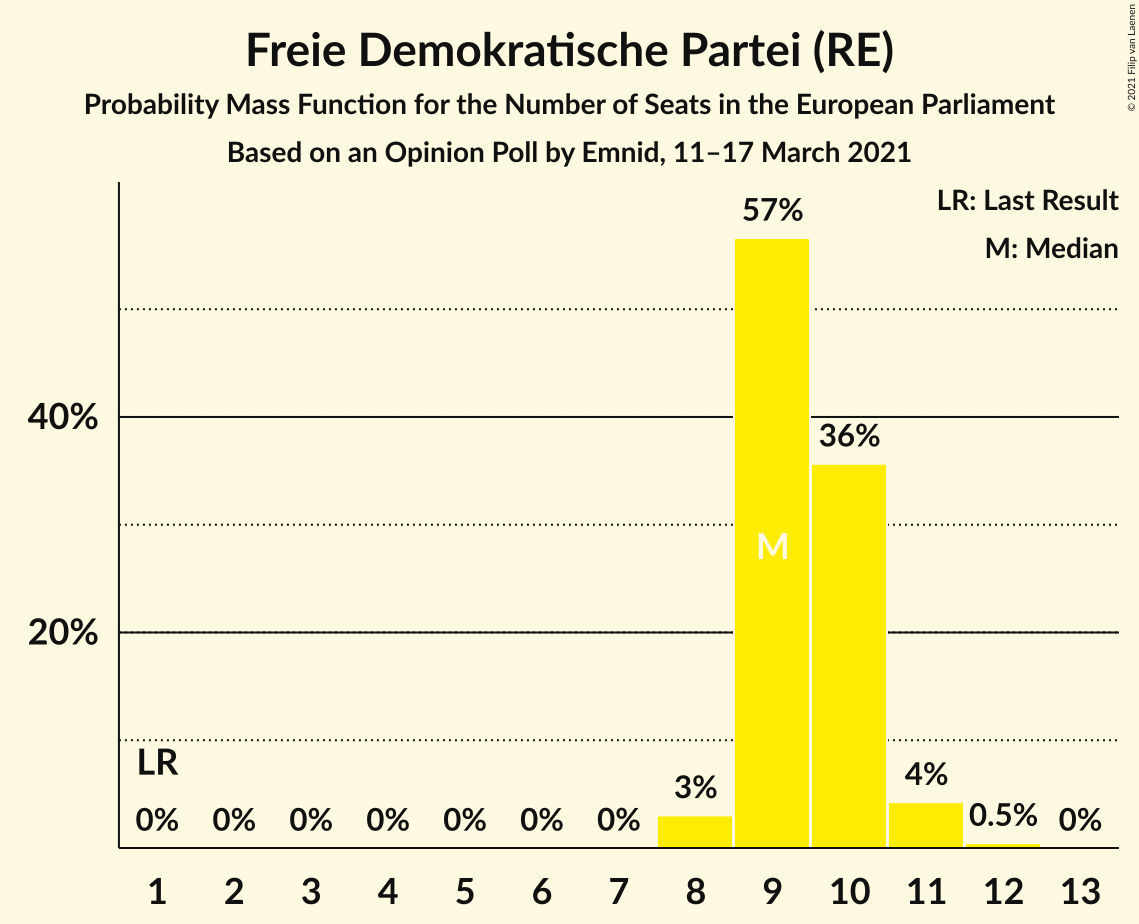 Freie Demokratische Partei (RE)
Probability Mass Function for the Number of Seats in the European Parliament
Based on an Opinion Poll by Emnid, 11–17 March 2021
© 2021 Filip van Laenen
LR: Last Result
M: Median
57%
40%
36%
M
20%
LR
4%
3%
0% 0% 0% 0% 0% 0% 0% 0.5% 0%
1 2 3 4 5 6 7 8 9 10 11 12 13